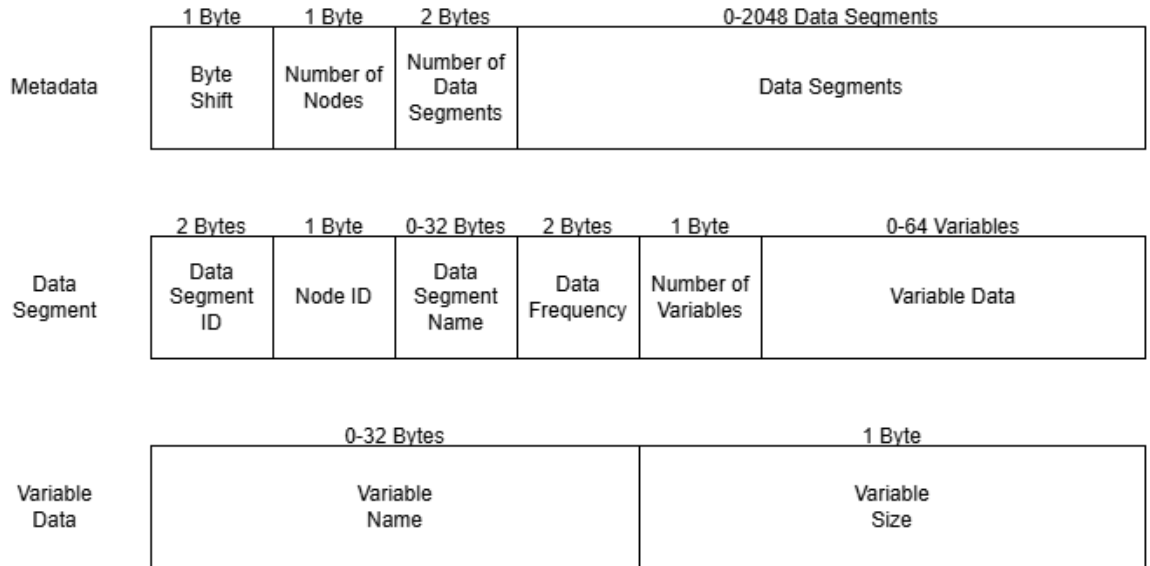 1 Byte 1 Byte 2 Bytes 0-2048 Data Segments
Metadata
Byte
Shift
Number of
Nodes
Number of
Data
Segments
Data Segments
2 Bytes 1 Byte 0-32 Bytes 2 Bytes 1 Byte 0-64 Variables
Data
Segment
Data
Segment
ID
Node ID
Data
Segment
Name
Data
Frequency
Number of
Variables
Variable Data
0-32 Bytes 1 Byte
Variable
Data
Variable
Name
Variable
Size